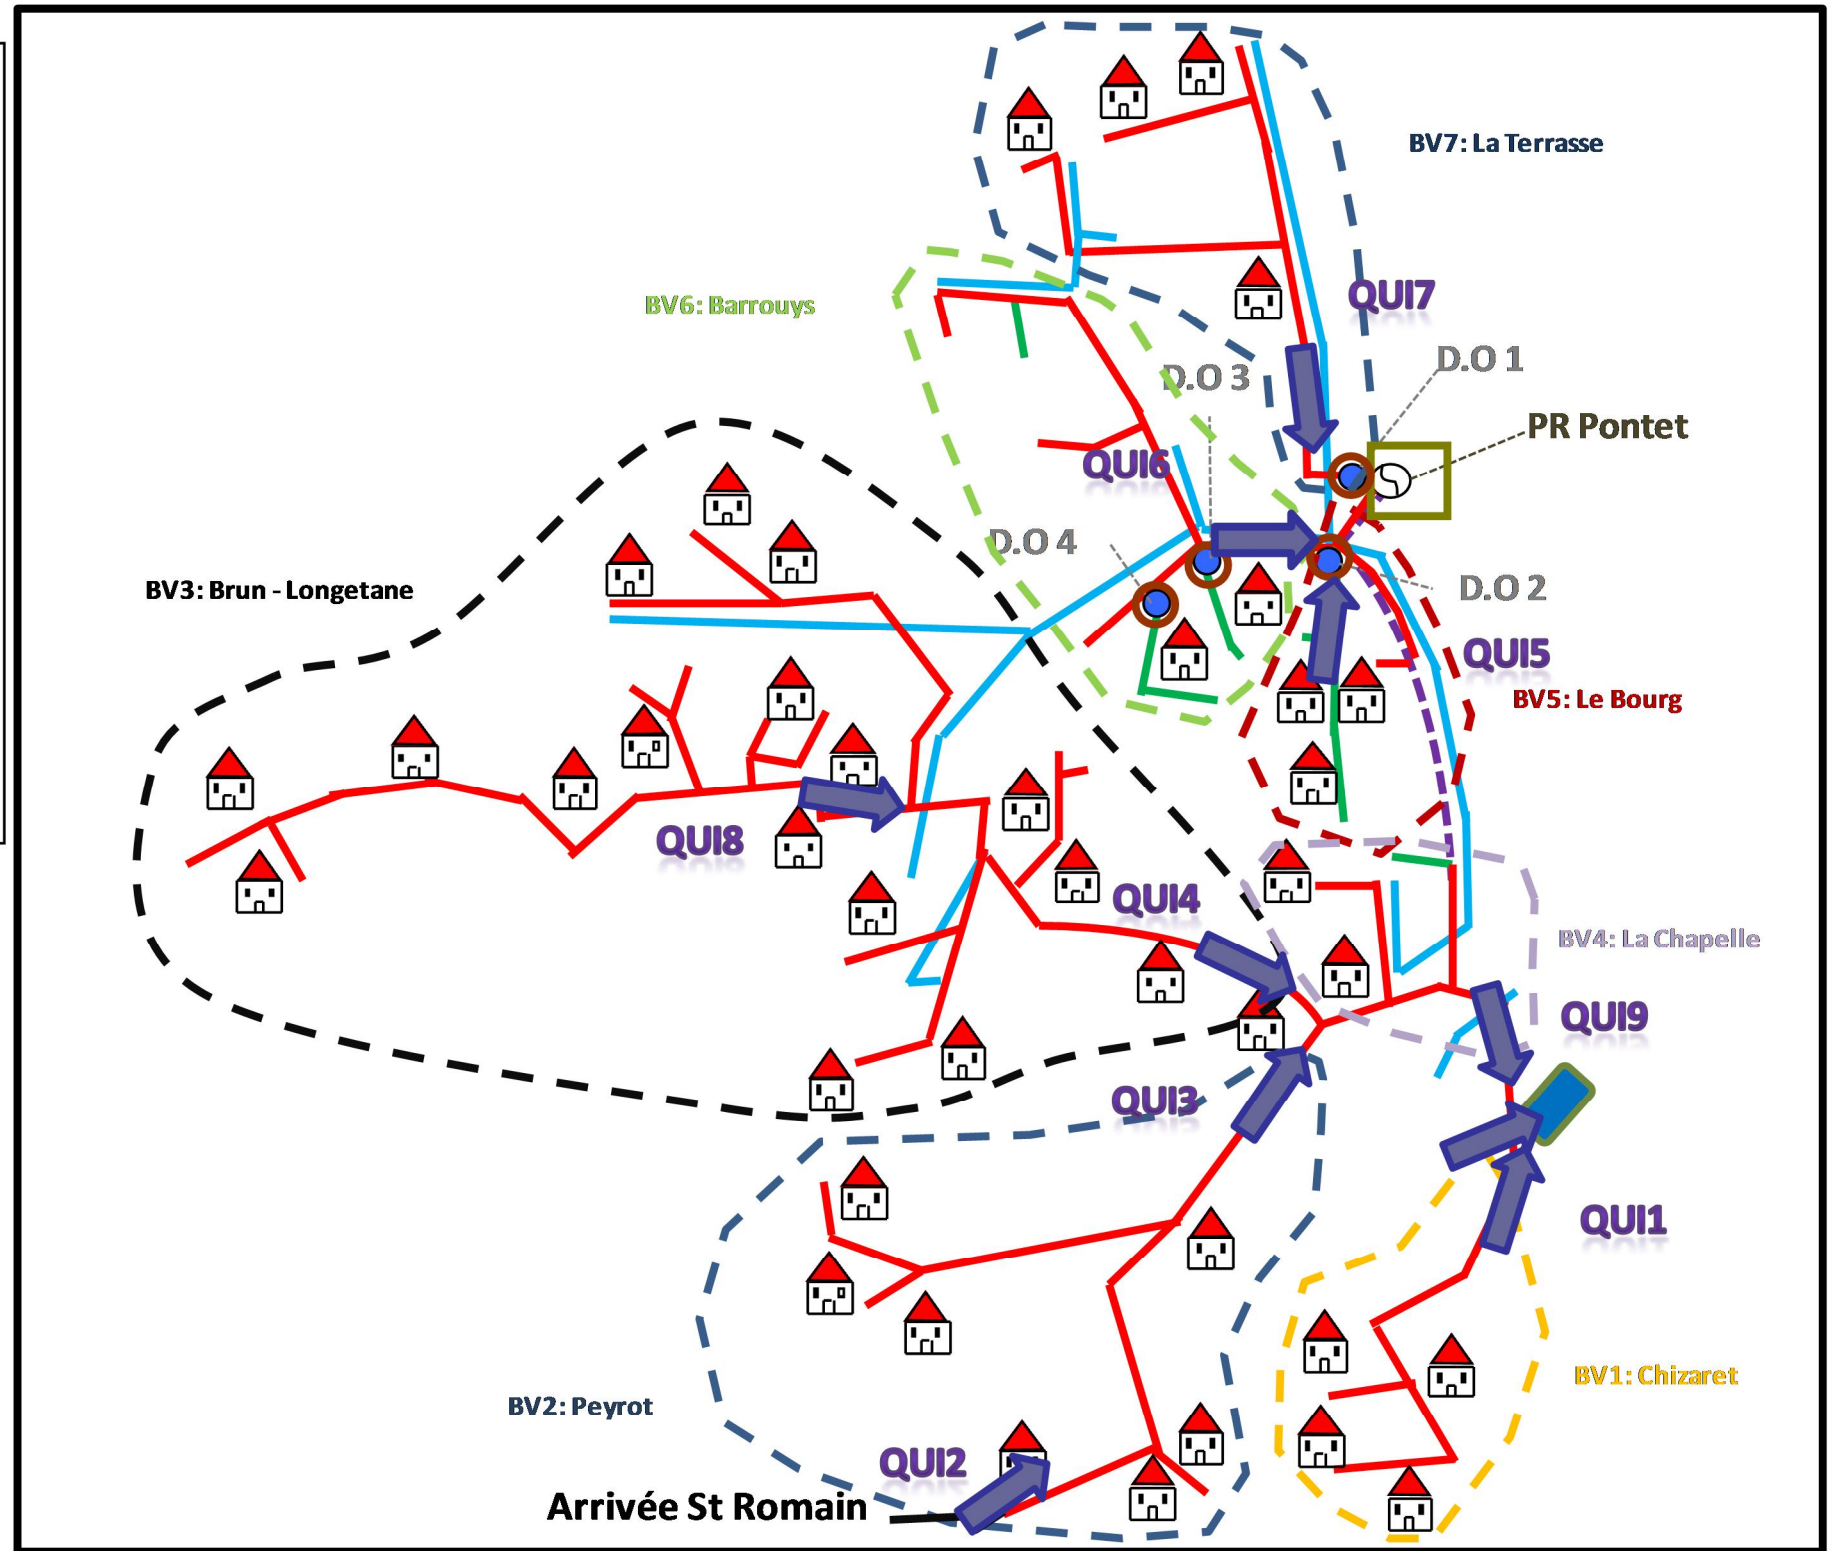 BV7: La Terrasse
QUI7
BV6: Barrouys
D.O 3
D.O 1
PR Pontet
QUI6
D.O 4
BV3: Brun - Longetane
D.O 2
QUI5
BV5: Le Bourg
QUI8
QUI4
BV4: La Chapelle
QUI9
QUI3
QUI1
BV1: Chizaret
BV2: Peyrot
QUI2
Arrivée St Romain